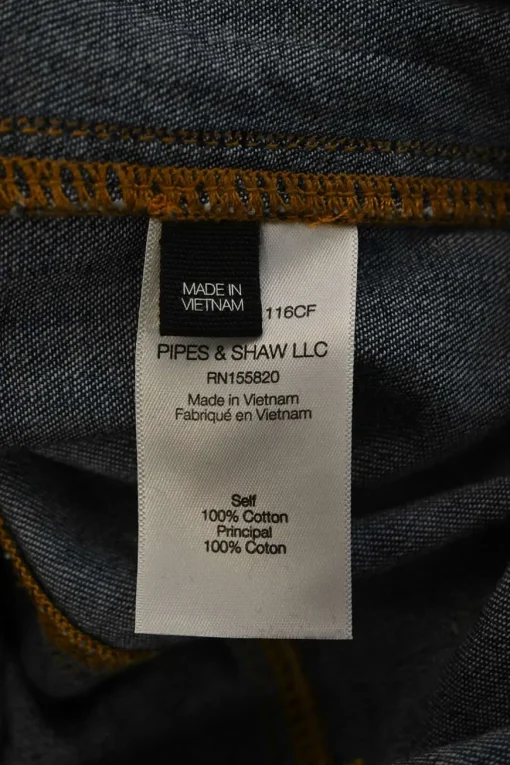 MADE IN
VIETNAM
116CF
PIPES & SHAW LLC
RN155820
Made in Vietnam
Fabriqué en Vietnam
Self
100% Cotton
Principal
100% Coton